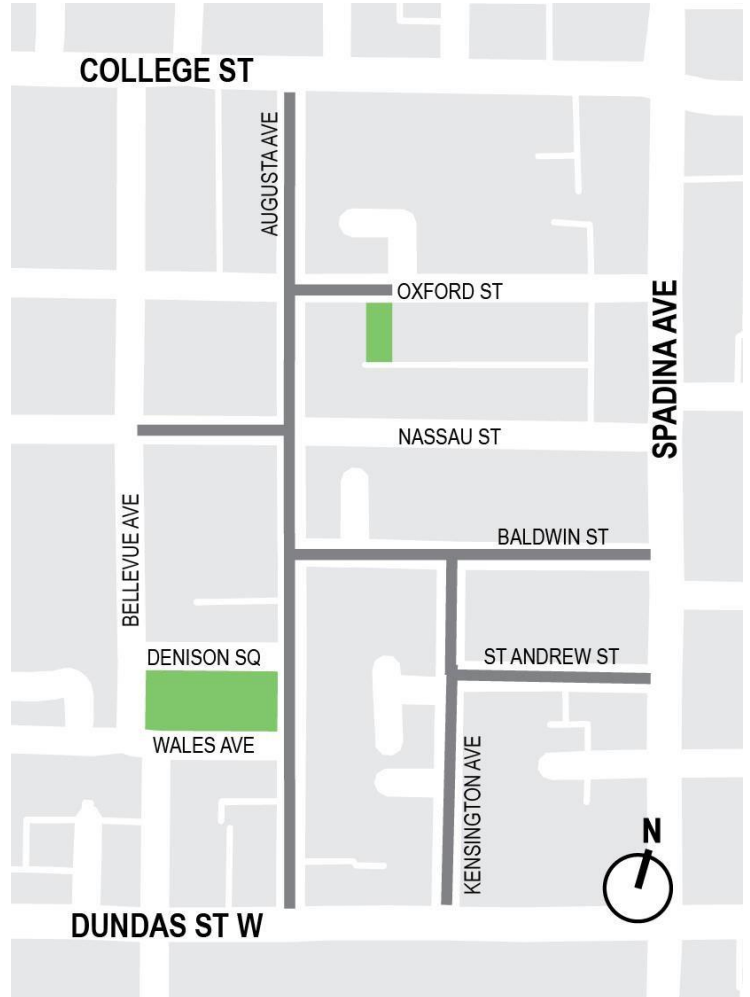 COLLEGE ST
AUGUSTA AVE
OXFORD ST
SPADINA AVE
NASSAU ST
BELLEVUE AVE
BALDWIN ST
DENISON SQ
ST ANDREW ST
WALES AVE
KENSINGTON AVE
N
DUNDAS ST W